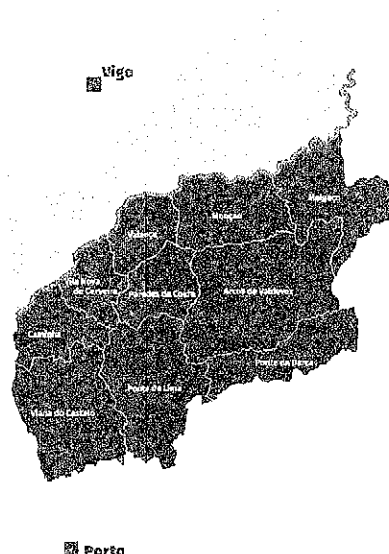 Vigo
Melgaço
Monção
Valença
Vila Nova
de Cerveira
Paredes de Coura
Arcos de Valdevez
Caminha
Ponte da Barca
Ponte de Lima
Viana do Castelo
Porto